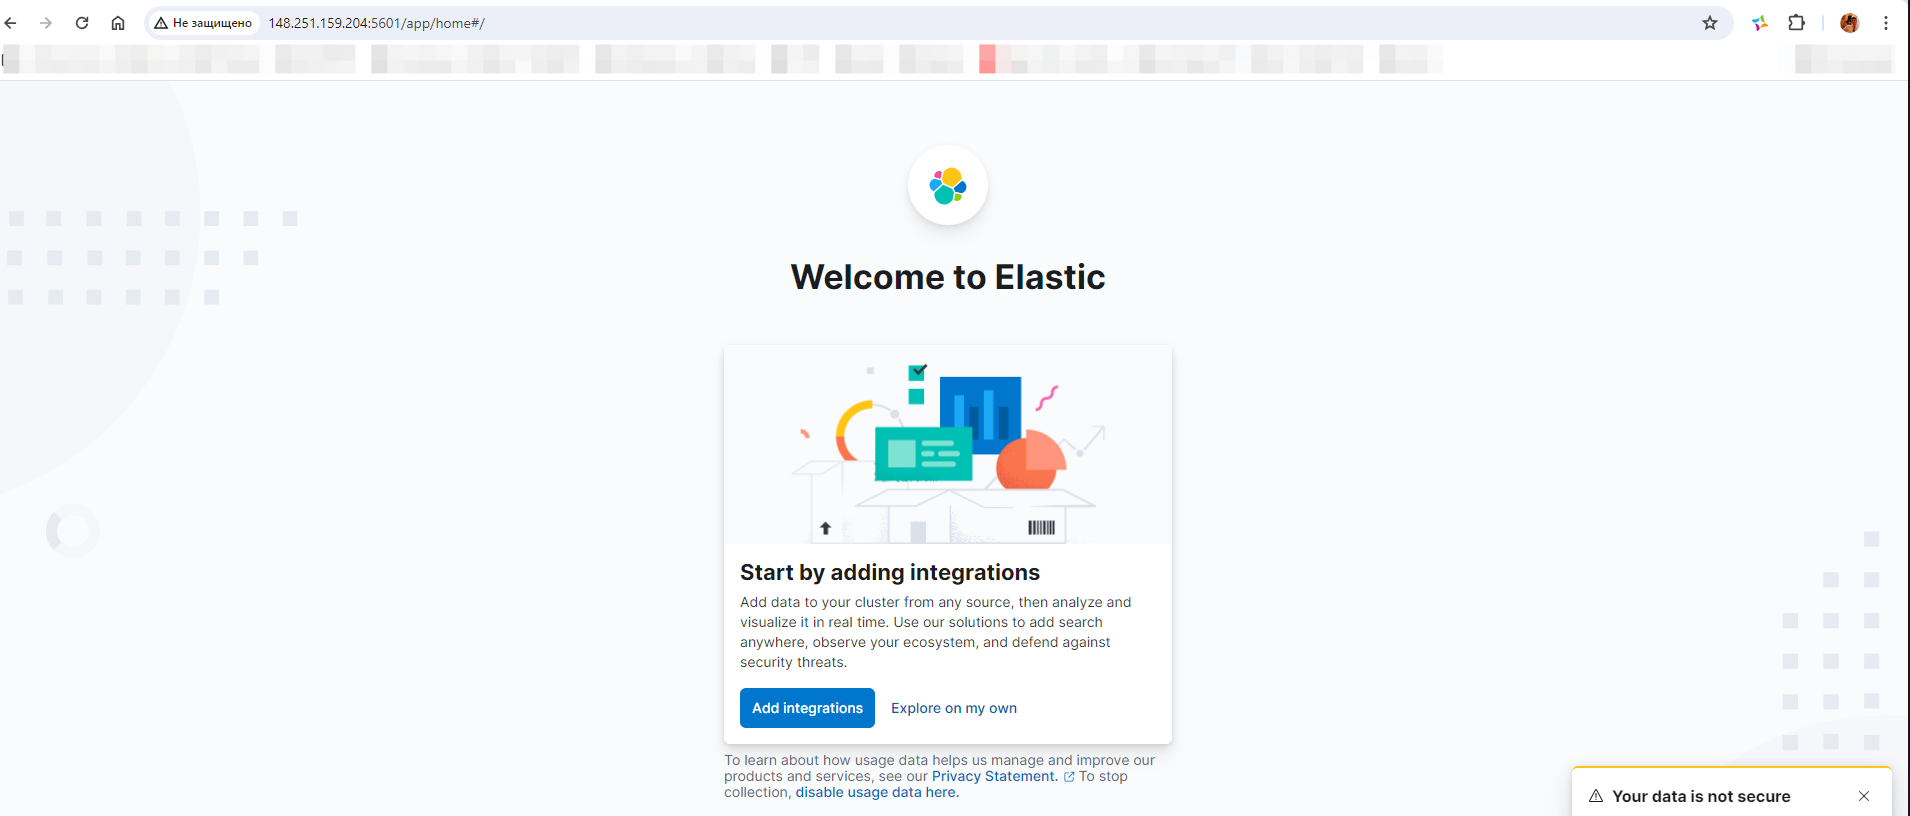 Не защищено
148.251.159.204:5601/app/home#/
Welcome to Elastic
Start by adding integrations
Add data to your cluster from any source, then analyze and
visualize it in real time. Use our solutions to add search
anywhere, observe your ecosystem, and defend against
security threats.
Add integrations
Explore on my own
To learn about how usage data helps us manage and improve our
products and services, see our Privacy Statement. To stop
collection, disable usage data here.
Your data is not secure